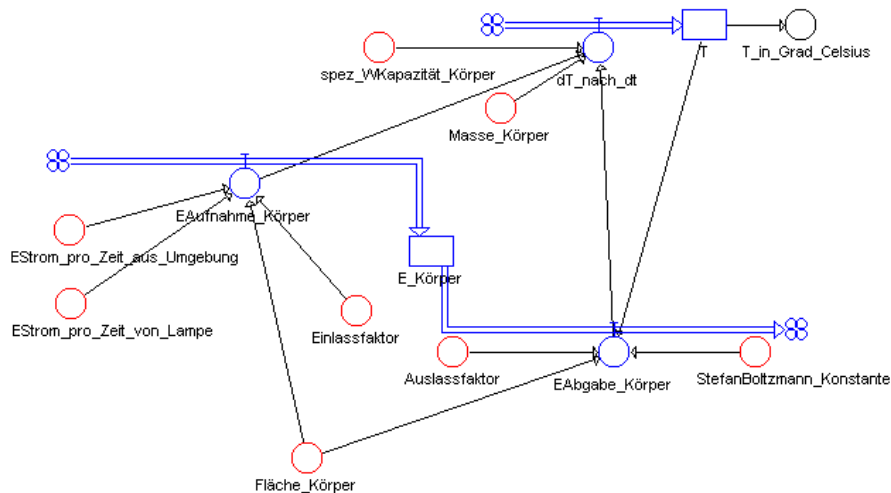 T
T_in_Grad_Celsius
spez_WKapazität_Körper
dT_nach_dt
Masse_Körper
EAufnahme_Körper
EStrom_pro_Zeit_aus_Umgebung
E_Körper
EStrom_pro_Zeit_von_Lampe
Einlassfaktor
Auslassfaktor
EAbgabe_Körper
StefanBoltzmann_Konstante
Fläche_Körper